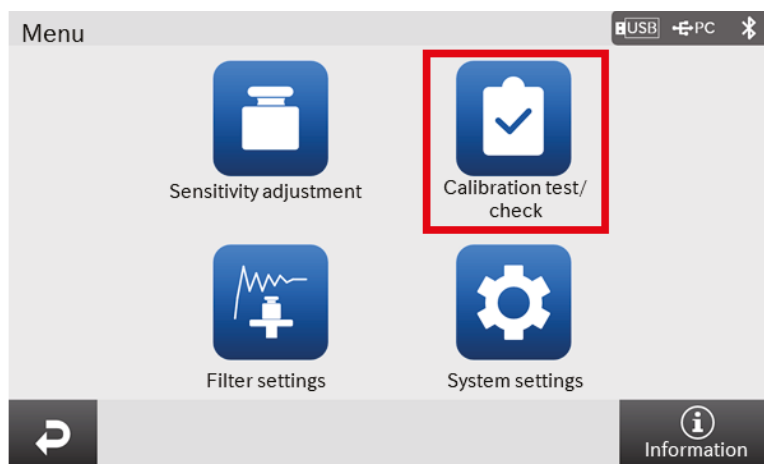 Menu
USB
PC
Sensitivity adjustment
Calibration test/
check
Filter settings
System settings
Information